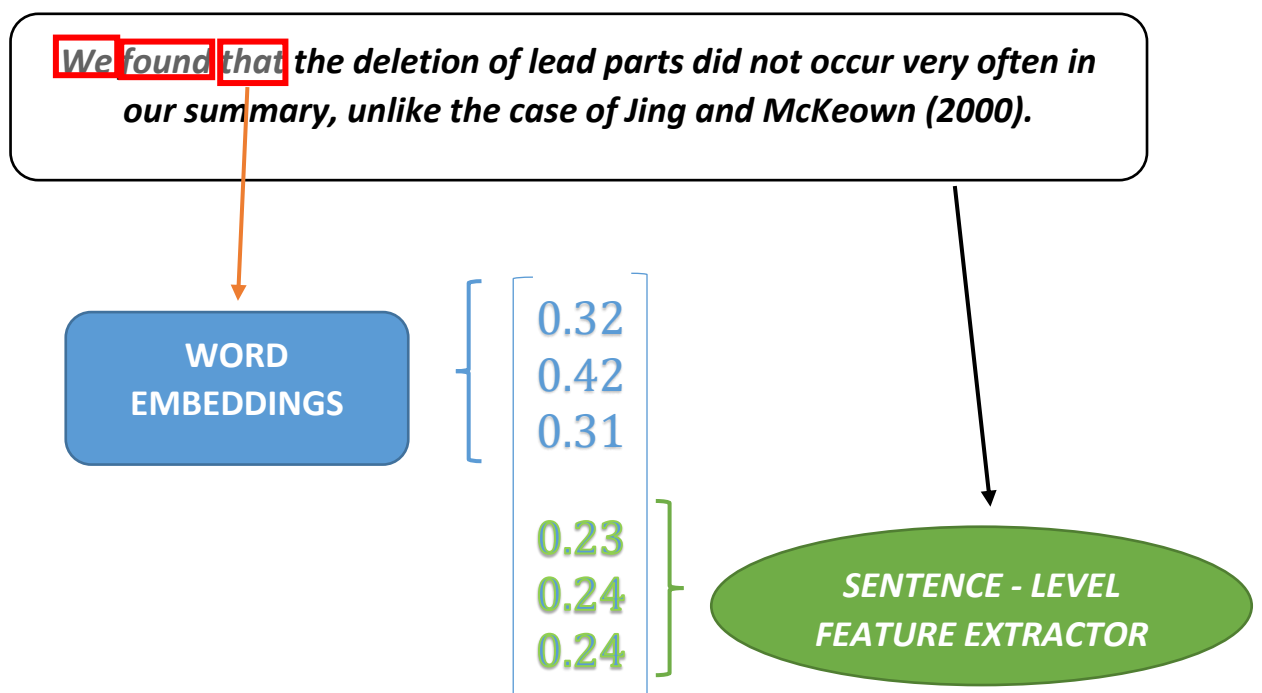 We found that the deletion of lead parts did not occur very often in
our summary, unlike the case of Jing and McKeown (2000).
WORD
EMBEDDINGS
0.32
0.42
0.31
0.23
0.24
0.24
SENTENCE - LEVEL
FEATURE EXTRACTOR